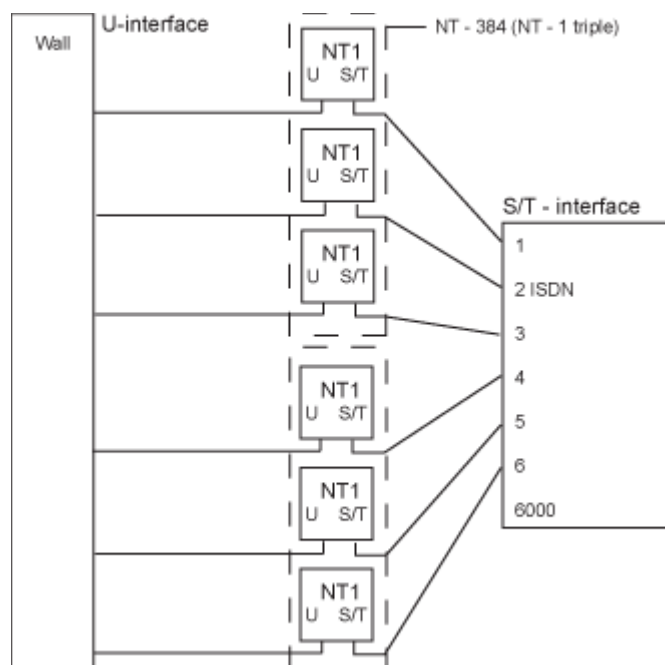 U-interface
NT - 384 (NT - 1 triple)
Wall
NT1
U S/T
NT1
U S/T
NT1
U S/T
S/T - interface
1
2 ISDN
3
4
5
6
6000
NT1
U S/T
NT1
U S/T
NT1
U S/T